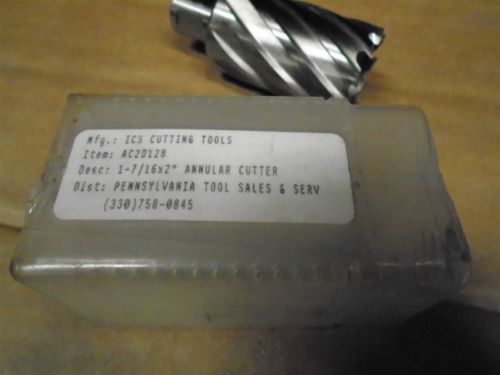 Mfg.: ICS CUTTING TOOLS
Item: AC20128
Desc: 1-7/16x2" ANNULAR CUTTER
Dist: PENNSYLVANIA TOOL SALES & SERV
(330)758-0845